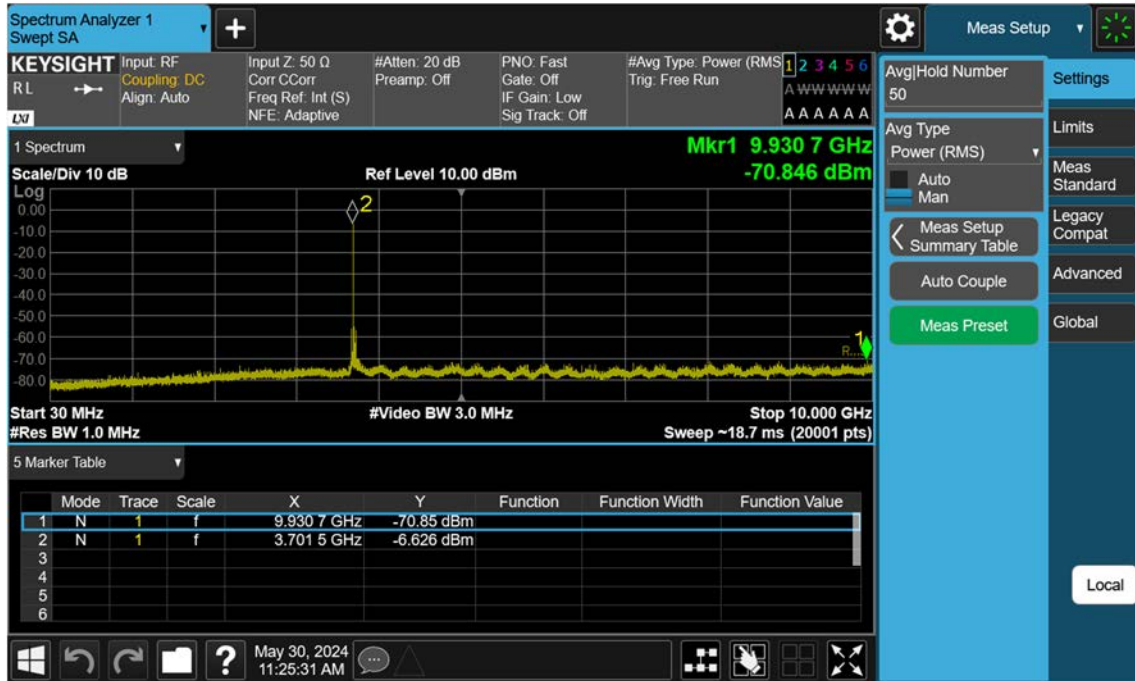 Spectrum Analyzer 1
Swept SA
+
Meas Setup
KEYSIGHT
R L
LXI
Input: RF
Coupling: DC
Align: Auto
Input Z: 50 Ω
Corr CCorr
Freq Ref: Int (S)
NFE: Adaptive
#Atten: 20 dB
Preamp: Off
PNO: Fast
Gate: Off
IF Gain: Low
Sig Track: Off
#Avg Type: Power (RMS
Trig: Free Run
1 2 3 4 5 6
A W W W W W
A A A A A A
1 Spectrum
Mkr1 9.930 7 GHz
Scale/Div 10 dB
Ref Level 10.00 dBm
-70.846 dBm
Log
0.00
-10.0
-20.0
-30.0
-40.0
-50.0
-60.0
-70.0
-80.0
2
1
Start 30 MHz
#Video BW 3.0 MHz
Stop 10.000 GHz
#Res BW 1.0 MHz
Sweep ~18.7 ms (20001 pts)
5 Marker Table
Mode Trace Scale X Y Function Function Width Function Value
1 N 1 f 9.930 7 GHz -70.85 dBm
2 N 1 f 3.701 5 GHz -6.626 dBm
3
4
5
6
May 30, 2024
11:25:31 AM
?
Avg|Hold Number
50
Avg Type
Power (RMS)
Auto
Man
Meas Setup
Summary Table
Auto Couple
Meas Preset
Settings
Limits
Meas
Standard
Legacy
Compat
Advanced
Global
Local